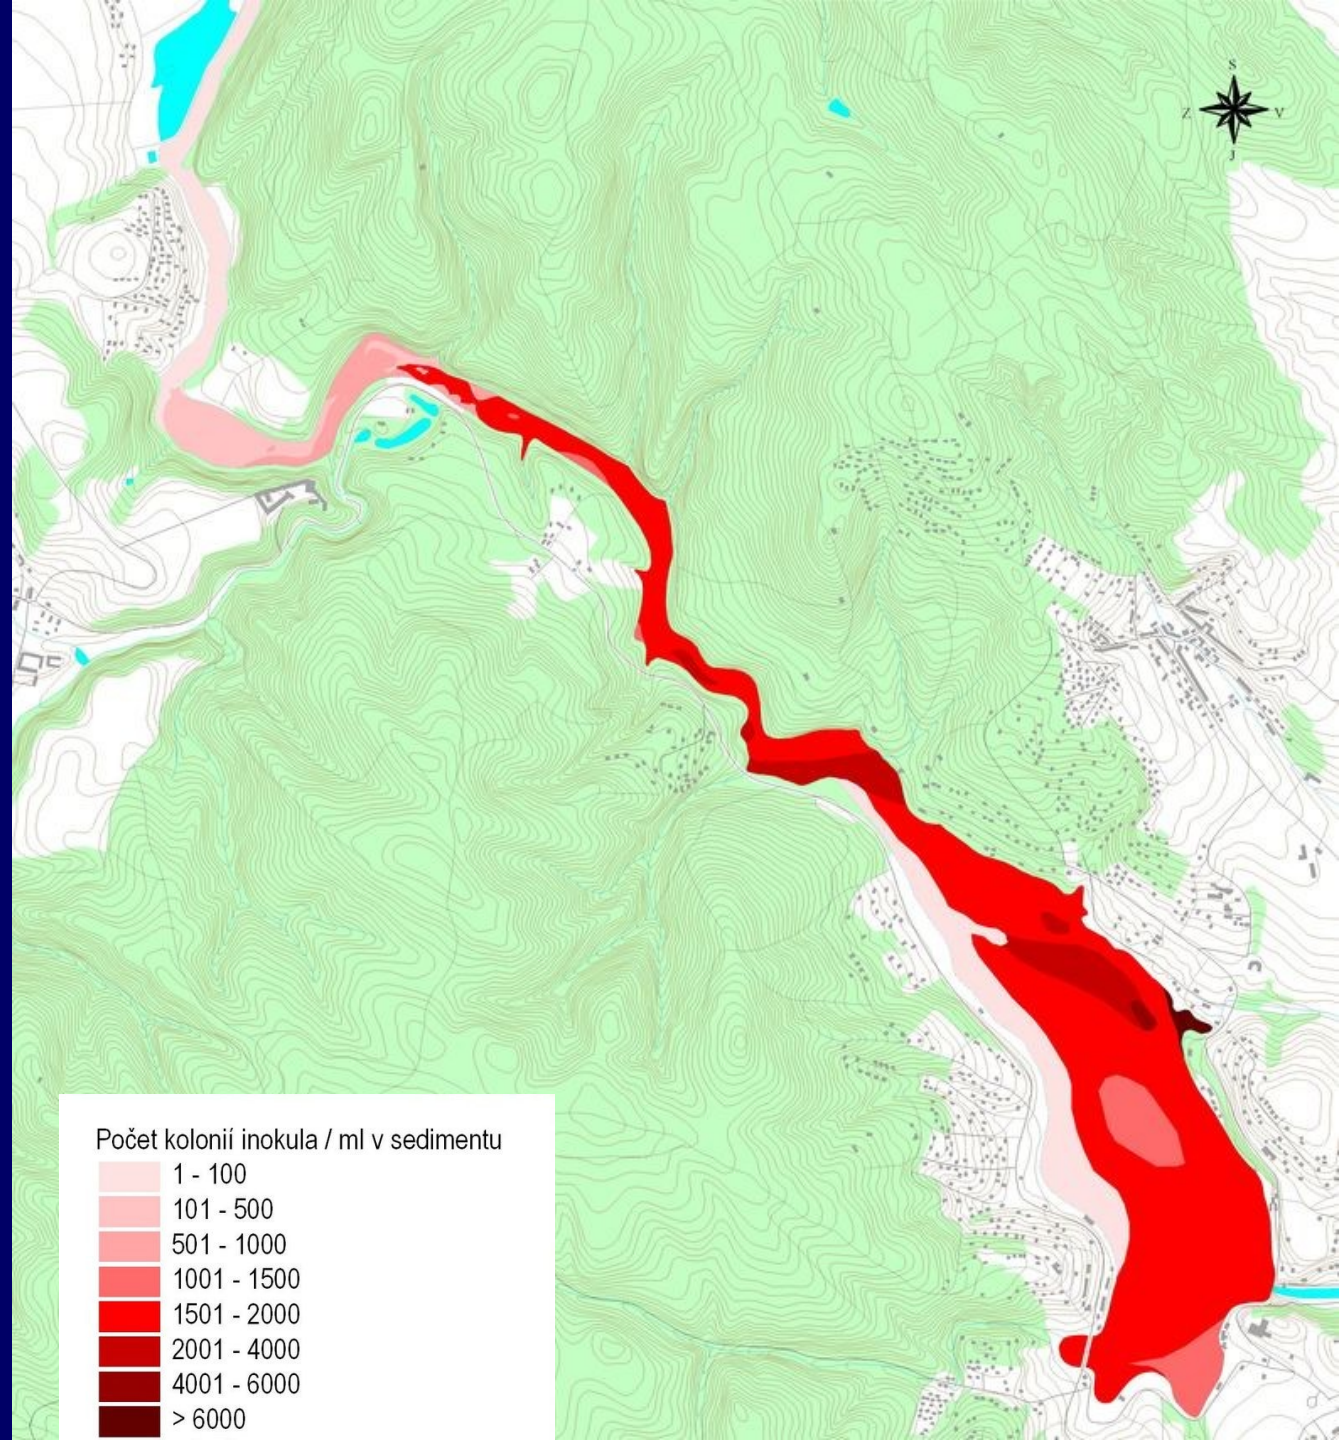 S
Z V
J
Počet kolonií inokula / ml v sedimentu
1 - 100
101 - 500
501 - 1000
1001 - 1500
1501 - 2000
2001 - 4000
4001 - 6000
> 6000